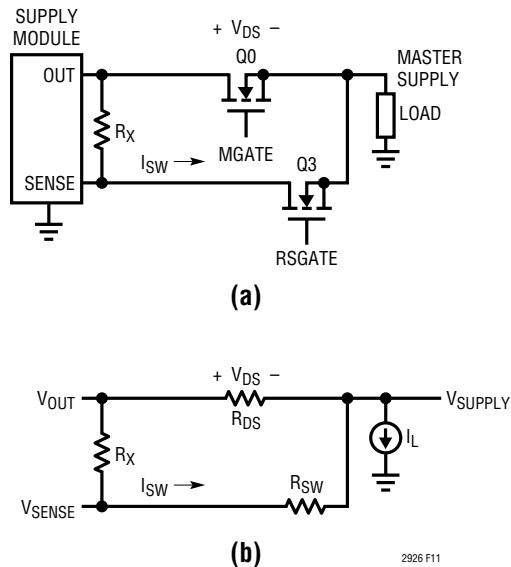 SUPPLY
MODULE
+ VDS –
Q0
OUT
MASTER
SUPPLY
RX
LOAD
MGATE
ISW
Q3
SENSE
RSGATE
(a)
+ VDS –
VOUT
RDS
VSUPPLY
RX
IL
ISW
RSW
VSENSE
(b)
2926 F11